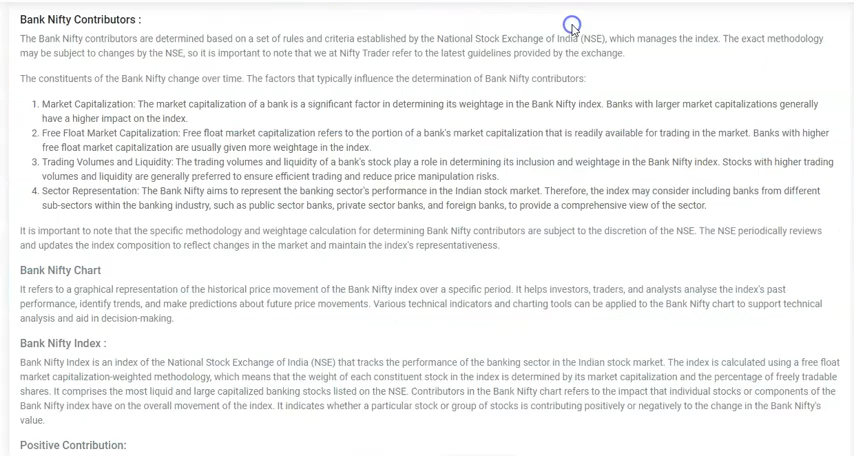 Bank Nifty Contributors :
The Bank Nifty contributors are determined based on a set of rules and criteria established by the National Stock Exchange of India (NSE), which manages the index. The exact methodology
may be subject to changes by the NSE, so it is important to note that we at Nifty Trader refer to the latest guidelines provided by the exchange.
The constituents of the Bank Nifty change over time. The factors that typically influence the determination of Bank Nifty contributors:
1. Market Capitalization: The market capitalization of a bank is a significant factor in determining its weightage in the Bank Nifty index. Banks with larger market capitalizations generally
have a higher impact on the index.
2. Free Float Market Capitalization: Free float market capitalization refers to the portion of a bank's market capitalization that is readily available for trading in the market. Banks with higher
free float market capitalization are usually given more weightage in the index.
3. Trading Volumes and Liquidity: The trading volumes and liquidity of a bank's stock play a role in determining its inclusion and weightage in the Bank Nifty index. Stocks with higher trading
volumes and liquidity are generally preferred to ensure efficient trading and reduce price manipulation risks.
4. Sector Representation: The Bank Nifty aims to represent the banking sector's performance in the Indian stock market. Therefore, the index may consider including banks from different
sub-sectors within the banking industry, such as public sector banks, private sector banks, and foreign banks, to provide a comprehensive view of the sector.
It is important to note that the specific methodology and weightage calculation for determining Bank Nifty contributors are subject to the discretion of the NSE. The NSE periodically reviews
and updates the index composition to reflect changes in the market and maintain the index's representativeness.
Bank Nifty Chart
It refers to a graphical representation of the historical price movement of the Bank Nifty index over a specific period. It helps investors, traders, and analysts analyse the index's past
performance, identify trends, and make predictions about future price movements. Various technical indicators and charting tools can be applied to the Bank Nifty chart to support technical
analysis and aid in decision-making.
Bank Nifty Index :
Bank Nifty Index is an index of the National Stock Exchange of India (NSE) that tracks the performance of the banking sector in the Indian stock market. The index is calculated using a free float
market capitalization-weighted methodology, which means that the weight of each constituent stock in the index is determined by its market capitalization and the percentage of freely tradable
shares. It comprises the most liquid and large capitalized banking stocks listed on the NSE. Contributors in the Bank Nifty chart refers to the impact that individual stocks or components of the
Bank Nifty index have on the overall movement of the index. It indicates whether a particular stock or group of stocks is contributing positively or negatively to the change in the Bank Nifty's
value.
Positive Contribution: